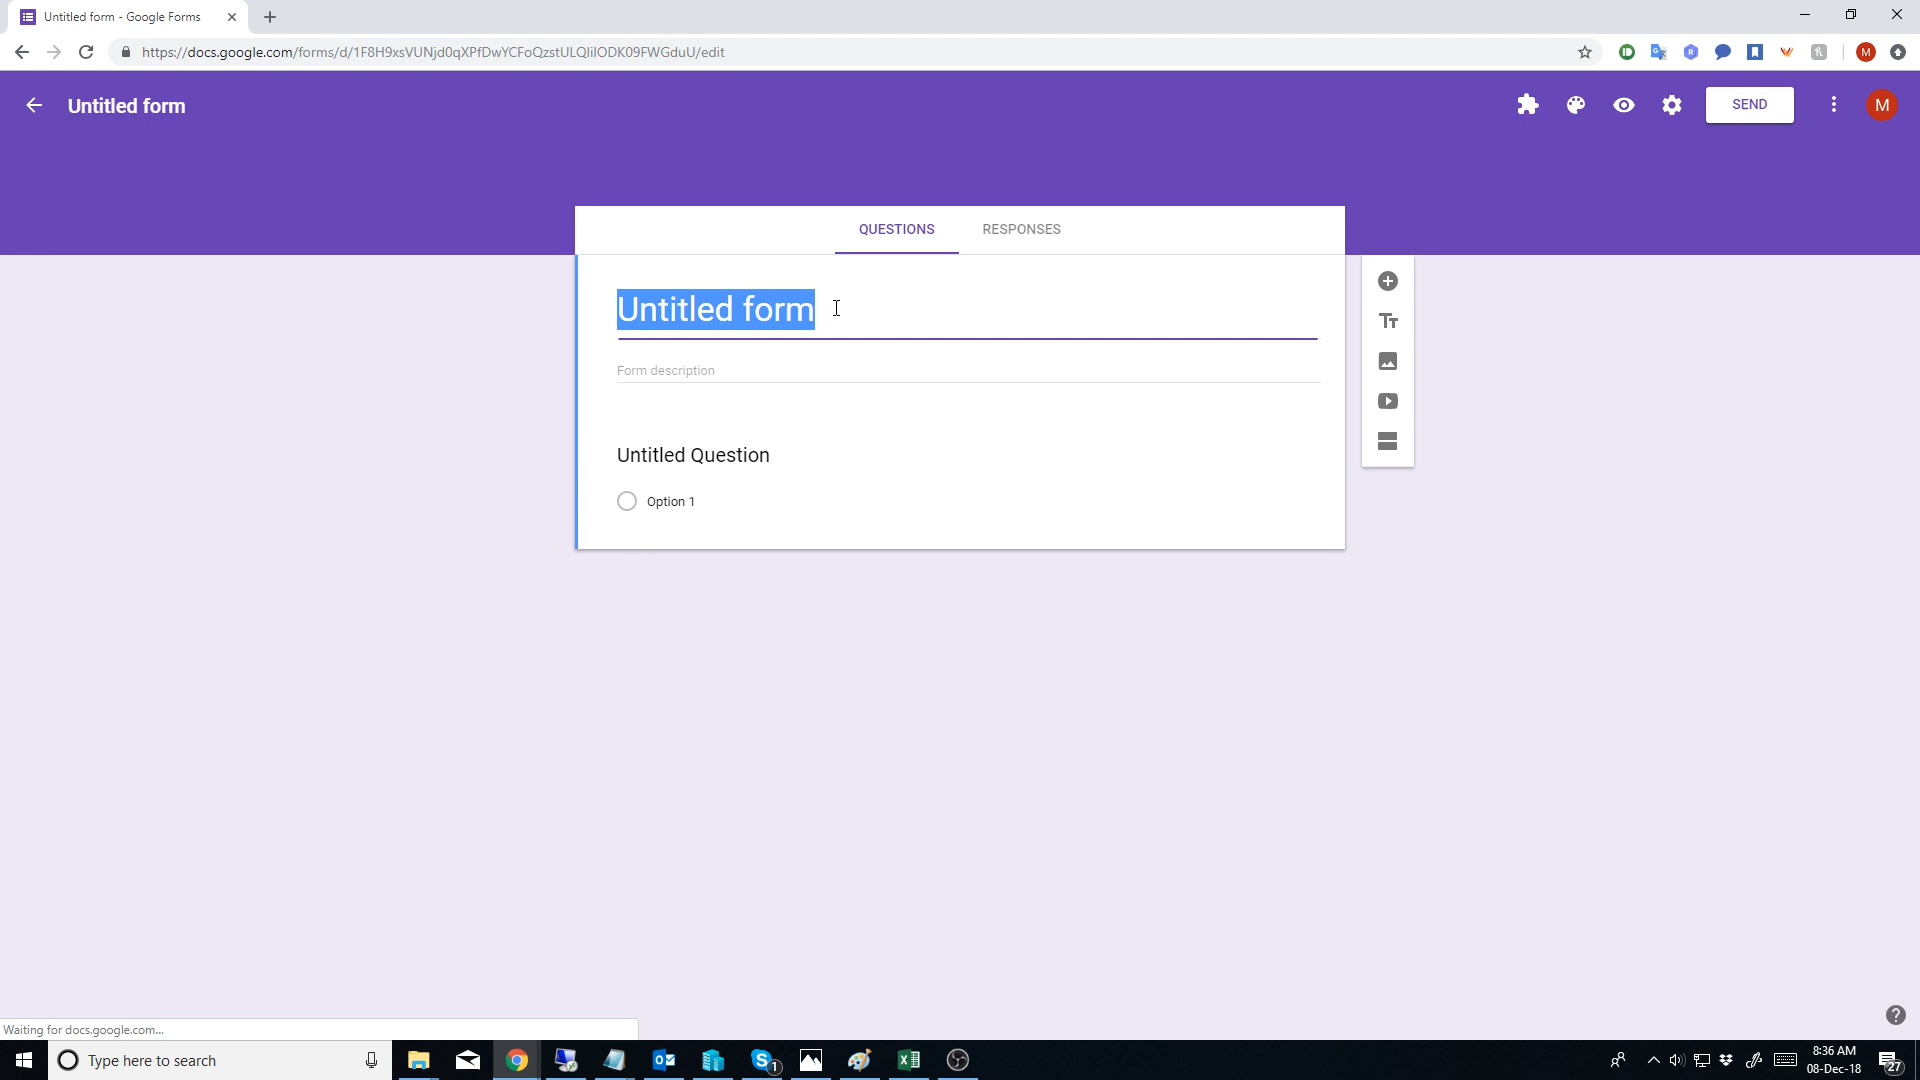 Untitled form - Google Forms
https://docs.google.com/forms/d/1F8H9xsVUNjd0qXPfDwYCFoQzstULQliIODK09FWGduU/edit
Untitled form
SEND
M
QUESTIONS
RESPONSES
Untitled form
Form description
Untitled Question
Option 1
Waiting for docs.google.com...
Type here to search
1
8:36 AM
08-Dec-18
27